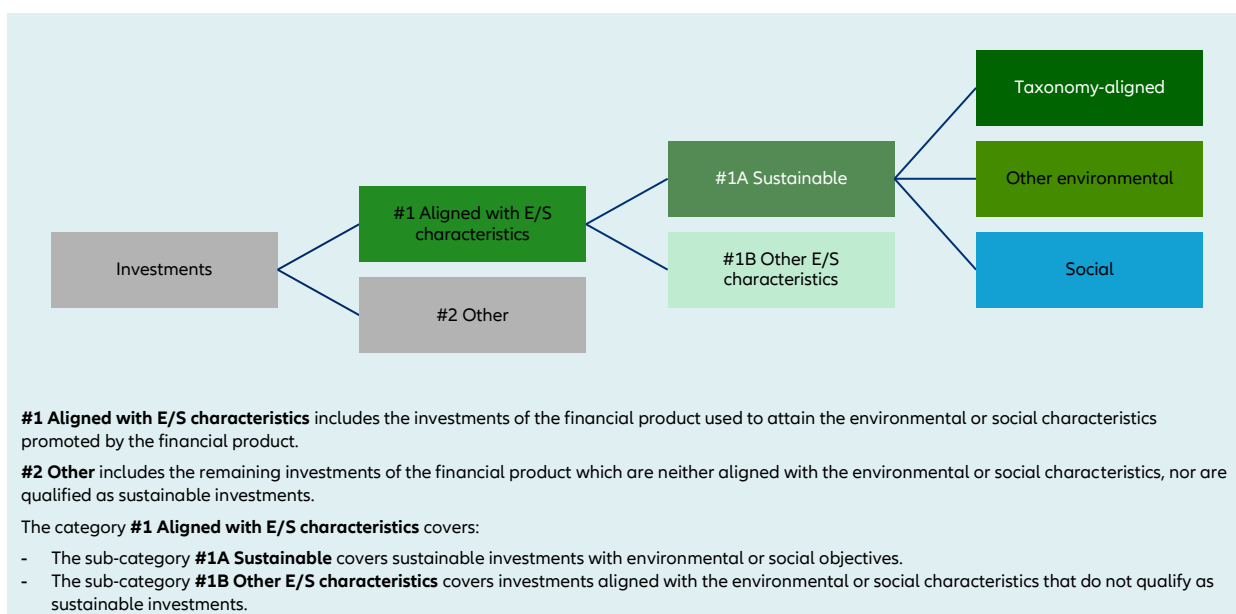 Taxonomy-aligned
#1A Sustainable
Other environmental
#1 Aligned with E/S
characteristics
#1B Other E/S
characteristics
Investments
Social
#2 Other
#1 Aligned with E/S characteristics includes the investments of the financial product used to attain the environmental or social characteristics
promoted by the financial product.
#2 Other includes the remaining investments of the financial product which are neither aligned with the environmental or social characteristics, nor are
qualified as sustainable investments.
The category #1 Aligned with E/S characteristics covers:
- The sub-category #1A Sustainable covers sustainable investments with environmental or social objectives.
- The sub-category #1B Other E/S characteristics covers investments aligned with the environmental or social characteristics that do not qualify as
sustainable investments.